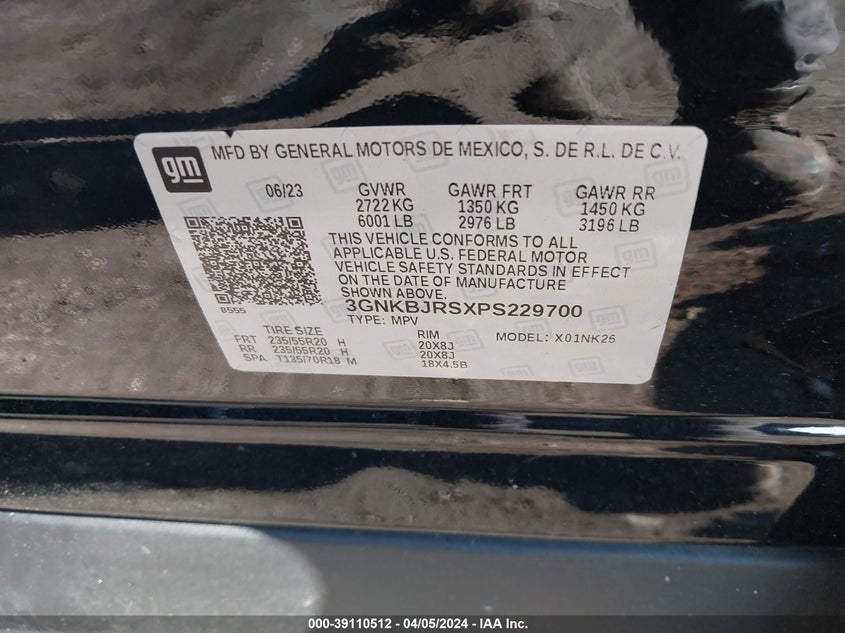 gm MFD BY GENERAL MOTORS DE MEXICO, S. DE R.L. DE C.V.
06/23 GVWR GAWR FRT GAWR RR
2722 KG 1350 KG 1450 KG
6001 LB 2976 LB 3196 LB
THIS VEHICLE CONFORMS TO ALL
APPLICABLE U.S. FEDERAL MOTOR
VEHICLE SAFETY STANDARDS IN EFFECT
ON THE DATE OF MANUFACTURE
SHOWN ABOVE.
8555
3GNKBJRSXPS229700
TYPE: MPV
MODEL: X01NK26
TIRE SIZE RIM
FRT 235/55R20 H 20X8J
RR 235/55R20 H 20X8J
SPA T135/70R18 M 18X4.5B
000-39110512 - 04/05/2024 - IAA Inc.